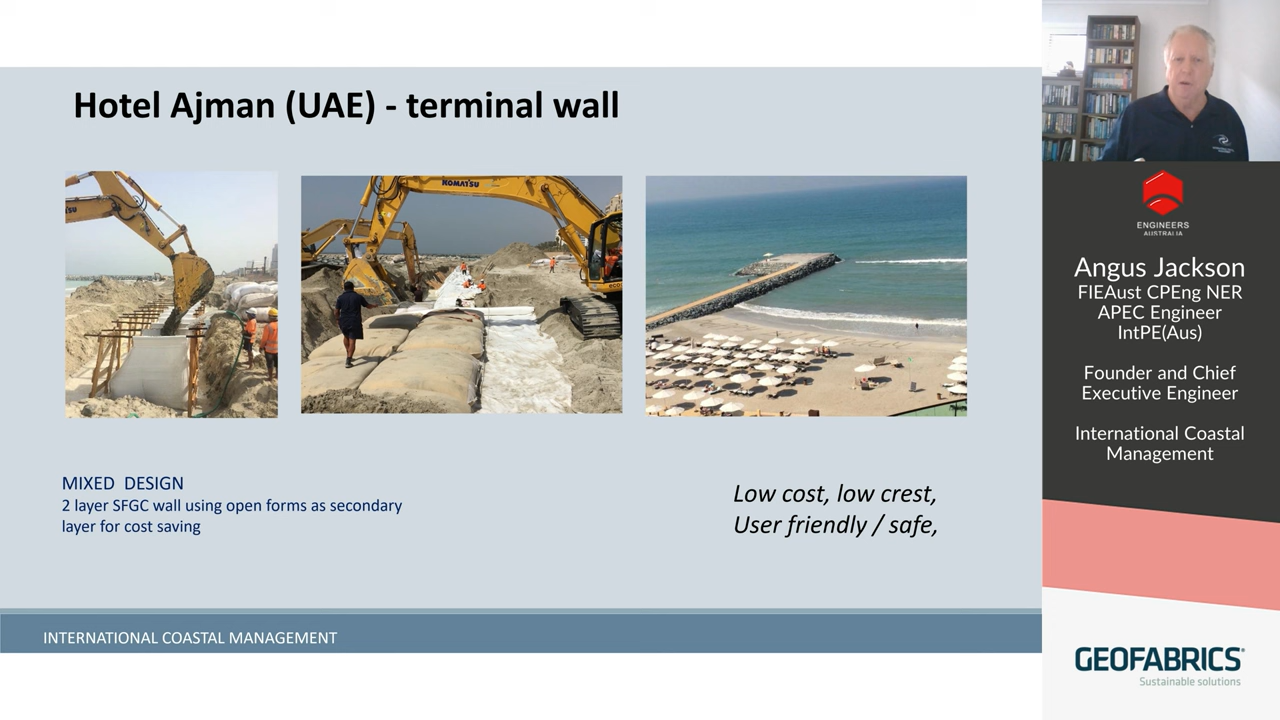 Hotel Ajman (UAE) - terminal wall
KOMATSU
MIXED DESIGN
2 layer SFGC wall using open forms as secondary
layer for cost saving
Low cost, low crest,
User friendly / safe,
INTERNATIONAL COASTAL MANAGEMENT
ENGINEERS
AUSTRALIA
Angus Jackson
FIEAust CPEng NER
APEC Engineer
IntPE(Aus)
Founder and Chief
Executive Engineer
International Coastal
Management
GEOFABRICS
Sustainable solutions